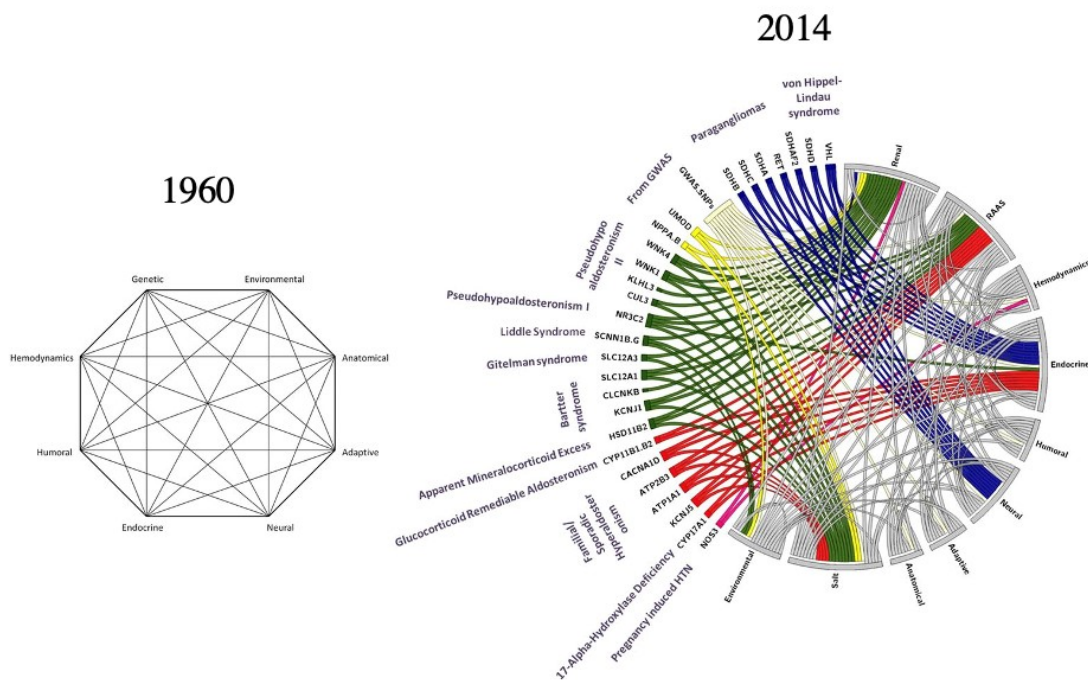 2014
1960
Genetic
Environmental
Hemodynamics
Anatomical
Humoral
Adaptive
Endocrine
Neural
von Hippel-
Lindau
syndrome
Paragangliomas
From GWAS
Pseudohypo
aldosteronism
II
Pseudohypoaldosteronism I
Liddle Syndrome
Gitelman syndrome
Bartter
syndrome
Apparent Mineralocorticoid Excess
Glucocorticoid Remediable Aldosteronism
Familial/
Sporadic
Hyperaldoster
onism
17-Alpha-Hydroxylase Deficiency
Pregnancy induced HTN
VHL
SDHD
SDHAF2
RET
SDHA
SDHC
SDHB
GWAS.SNPs
UMOD
NPPA.B
WNK4
WNK1
KLHL3
CUL3
NR3C2
SCNN1B.G
SLC12A3
SLC12A1
CLCNKB
KCNJ1
HSD11B2
CYP11B1.B2
CACNA1D
ATP2B3
ATP1A1
KCNJ5
CYP17A1
NOS3
Renal
RAAS
Hemodynamics
Endocrine
Humoral
Neural
Adaptive
Anatomical
Salt
Environmental